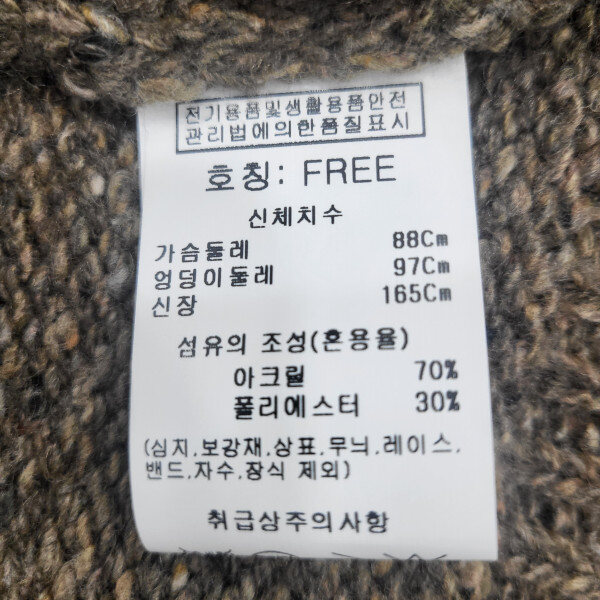 전기용품및생활용품안전
관리법에의한품질표시
호칭: FREE
신체치수
가슴둘레 88Cm
엉덩이둘레 97Cm
신장 165Cm
섬유의 조성(혼용율)
아크릴 70%
폴리에스터 30%
(심지,보강재,상표,무늬,레이스,
밴드,자수,장식 제외)
취급상주의사항